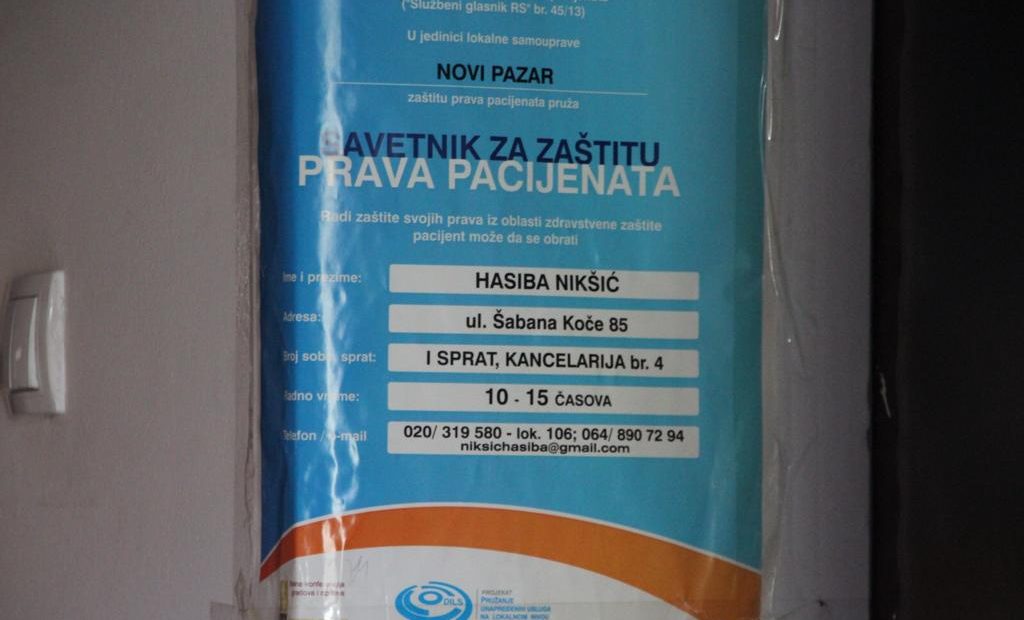 ("Službeni glasnik RS" br. 45/13)
U jedinici lokalne samouprave
NOVI PAZAR
zaštitu prava pacijenata pruža
SAVETNIK ZA ZAŠTITU
PRAVA PACIJENATA
Radi zaštite svojih prava iz oblasti zdravstvene zaštite
pacijent može da se obrati
Ime i prezime: HASIBA NIKŠIĆ
Adresa: ul. Šabana Koče 85
Broj sobe, sprat: I SPRAT, KANCELARIJA br. 4
Radno vreme: 10 - 15 ČASOVA
Telefon / e-mail 020/ 319 580 - lok. 106; 064/ 890 72 94
niksichasiba@gmail.com
gradova i opština
DILS
PROJEKAT
PRUŽANJE
UNAPREĐENIH USLUGA
NA LOKALNOM NIVOU